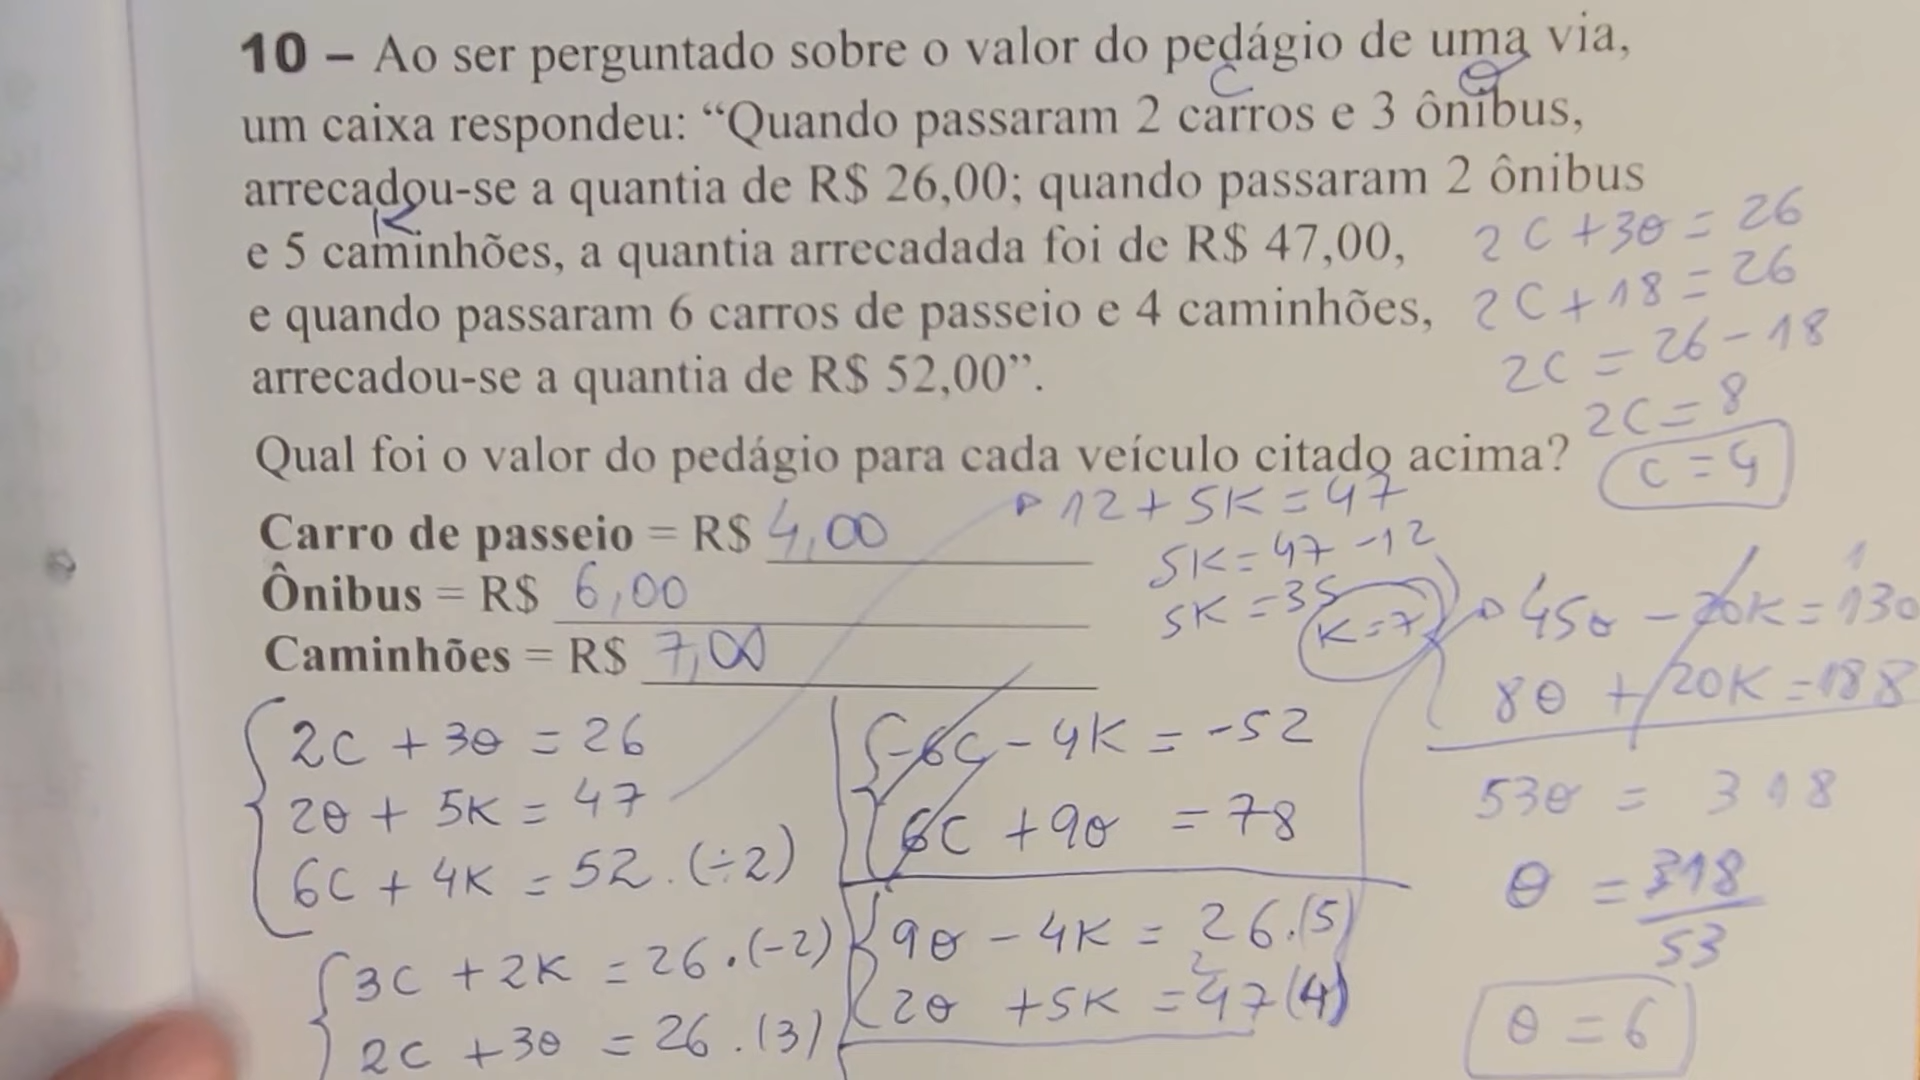 10 – Ao ser perguntado sobre o valor do pedágio de uma via,
C θ
um caixa respondeu: “Quando passaram 2 carros e 3 ônibus,
arrecadou-se a quantia de R$ 26,00; quando passaram 2 ônibus
K
e 5 caminhões, a quantia arrecadada foi de R$ 47,00,
e quando passaram 6 carros de passeio e 4 caminhões,
arrecadou-se a quantia de R$ 52,00”.
Qual foi o valor do pedágio para cada veículo citado acima?
Carro de passeio = R$ 4,00
Ônibus = R$ 6,00
Caminhões = R$ 7,00
2C + 3θ = 26
2C + 18 = 26
2C = 26 - 18
2C = 8
C = 4
12 + 5K = 47
5K = 47 - 12
5K = 35
K = 7
2C + 3θ = 26
2θ + 5K = 47
6C + 4K = 52 . (÷2)
3C + 2K = 26 . (-2)
2C + 3θ = 26 . (3)
-6C - 4K = -52
6C + 9θ = 78
9θ - 4K = 26 . (5)
2
2θ + 5K = 47 (4)
1
45θ - 20K = 130
8θ + 20K = 188
53θ = 318
θ = 318
53
θ = 6